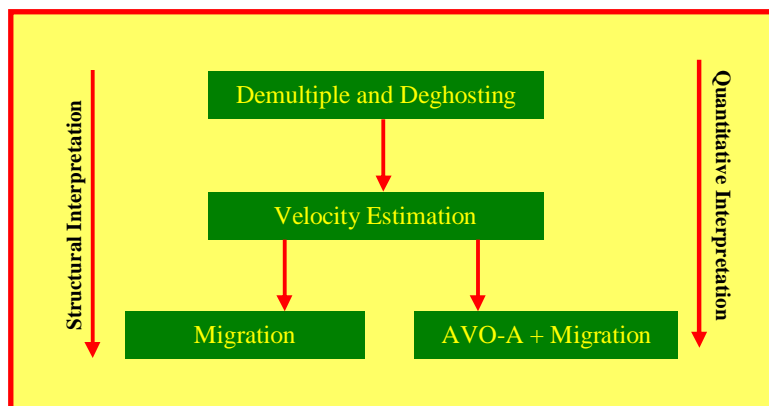 Demultiple and Deghosting
Structural Interpretation
Quantitative Interpretation
Velocity Estimation
Migration
AVO-A + Migration